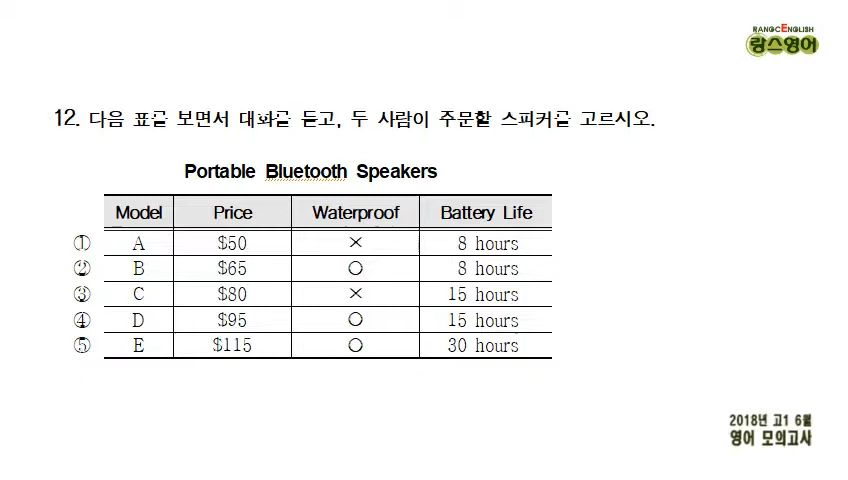 RANGCENGLISH
랑스영어
12. 다음 표를 보면서 대화를 듣고, 두 사람이 주문할 스피커를 고르시오.
Portable Bluetooth Speakers
Model Price Waterproof Battery Life
① A $50 × 8 hours
② B $65 ○ 8 hours
③ C $80 × 15 hours
④ D $95 ○ 15 hours
⑤ E $115 ○ 30 hours
2018년 고1 6월
영어 모의고사